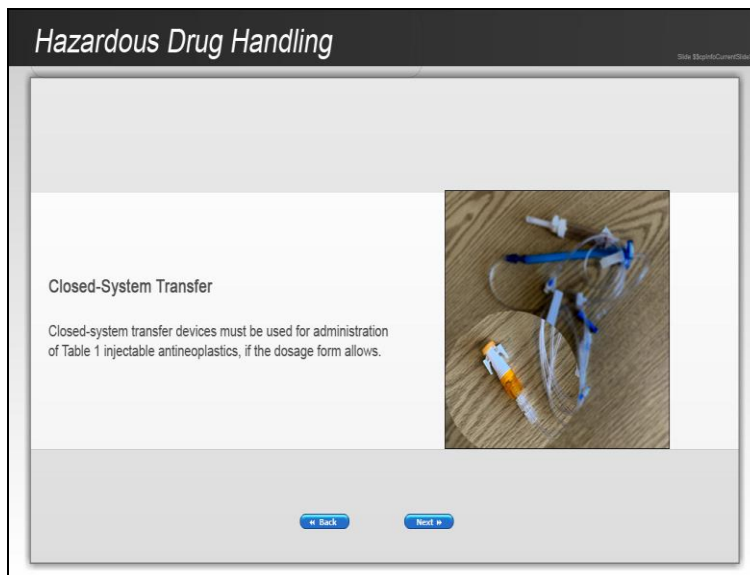 Hazardous Drug Handling
Slide $$cpInfoCurrentSlide
Closed-System Transfer
Closed-system transfer devices must be used for administration
of Table 1 injectable antineoplastics, if the dosage form allows.
Back
Next